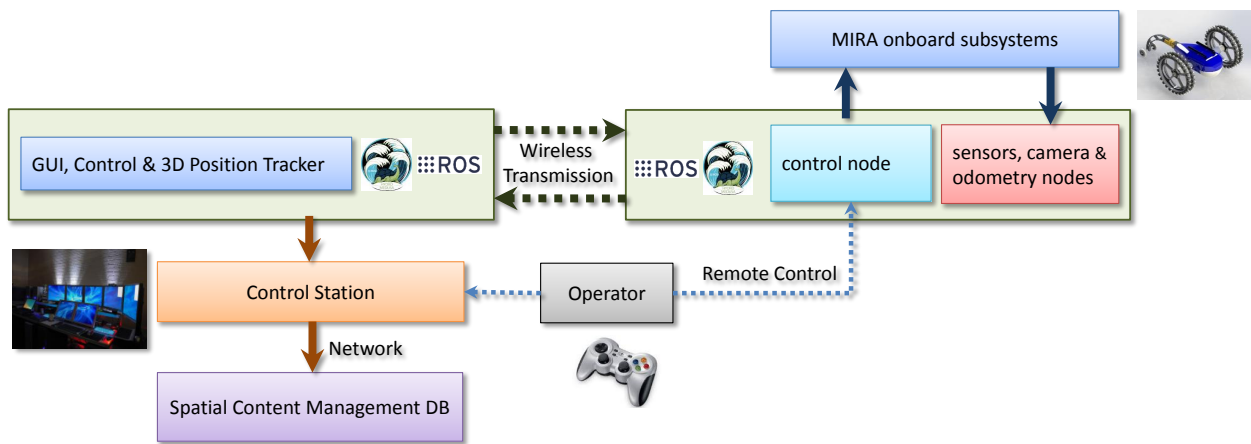 MIRA onboard subsystems
GUI, Control & 3D Position Tracker
ROS
Wireless
Transmission
ROS
control node
sensors, camera &
odometry nodes
Control Station
Operator
Remote Control
Network
Spatial Content Management DB